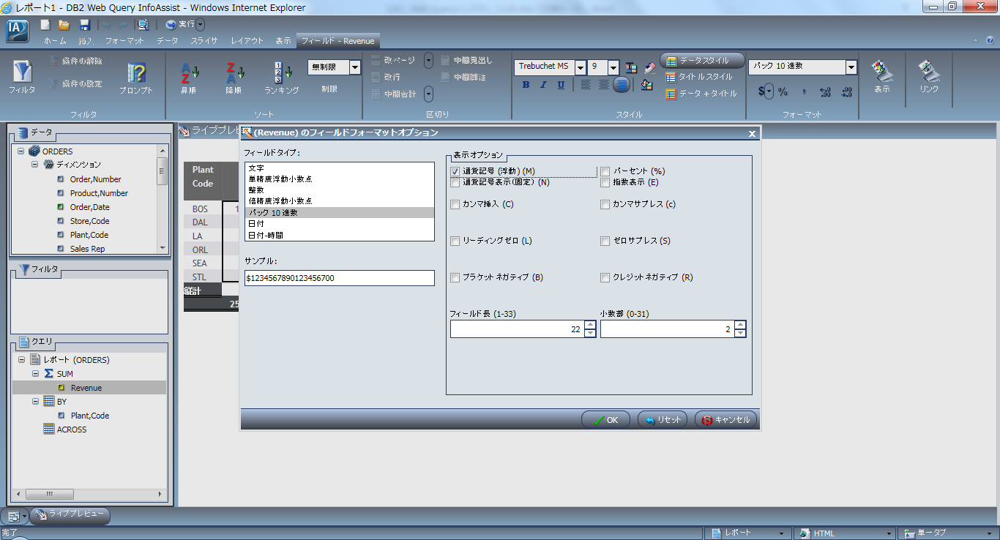 レポート1 - DB2 Web Query InfoAssist - Windows Internet Explorer
IA
実行
ホーム 挿入 フォーマット データ スライサ レイアウト 表示 フィールド - Revenue
フィルタ
条件の解除
条件の設定
プロンプト
フィルタ
昇順
降順
ランキング
無制限
制限
ソート
改ページ
改行
中間合計
中間見出し
中間脚注
区切り
Trebuchet MS
9
B I U
データスタイル
タイトルスタイル
データ + タイトル
スタイル
パック 10 進数
$ % ,
フォーマット
表示
リンク
データ
ORDERS
ディメンション
Order,Number
Product,Number
Order,Date
Store,Code
Plant,Code
Sales Rep
フィルタ
クエリ
レポート (ORDERS)
SUM
Revenue
BY
Plant,Code
ACROSS
ライブプレビ
Plant
Code
BOS 1
DAL
LA
ORL
SEA
STL
総計
25
(Revenue) のフィールドフォーマットオプション
x
フィールドタイプ:
文字
単精度浮動小数点
整数
倍精度浮動小数点
パック 10 進数
日付
日付-時間
サンプル:
$1234567890123456700
表示オプション
通貨記号 (浮動) (M)
パーセント (%)
通貨記号表示(固定) (N)
指数表示 (E)
カンマ挿入 (C)
カンマサプレス (c)
リーディングゼロ (L)
ゼロサプレス (S)
ブラケットネガティブ (B)
クレジットネガティブ (R)
フィールド長 (1-33)
小数部 (0-31)
22
2
OK
リセット
キャンセル
ライブプレビュー
完了
レポート
HTML
単一タブ